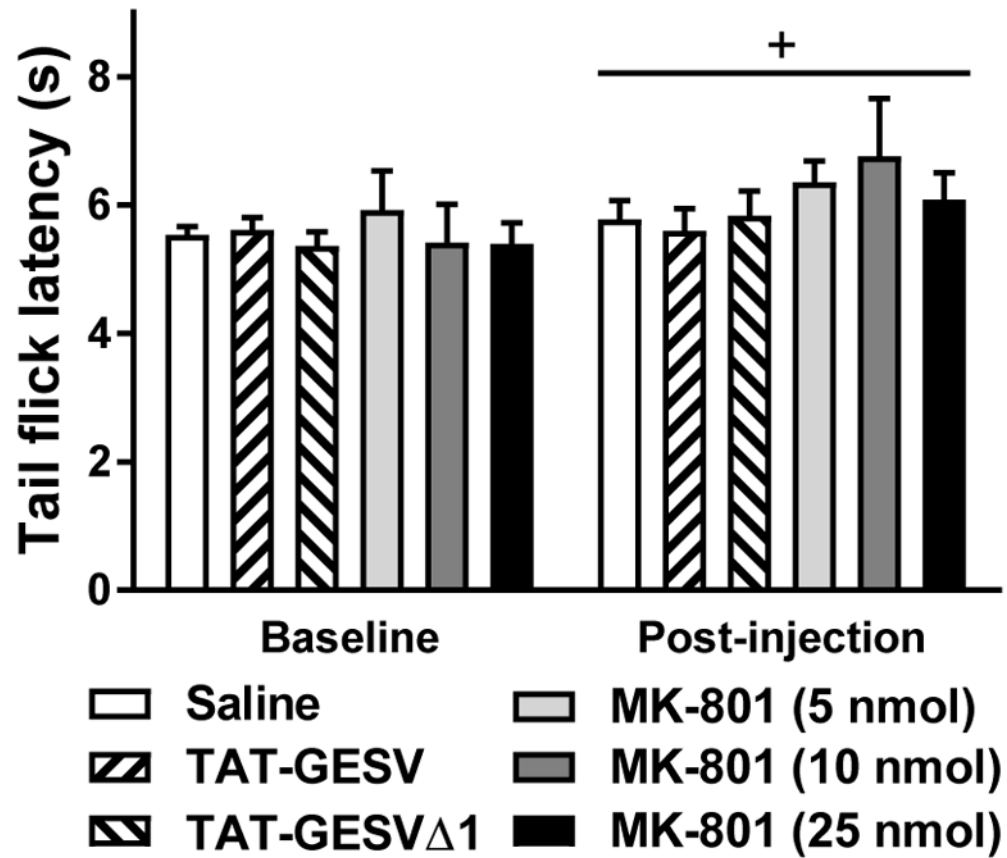 Tail flick latency (s)
8
6
4
2
0
+
Baseline
Post-injection
Saline
TAT-GESV
TAT-GESVΔ1
MK-801 (5 nmol)
MK-801 (10 nmol)
MK-801 (25 nmol)